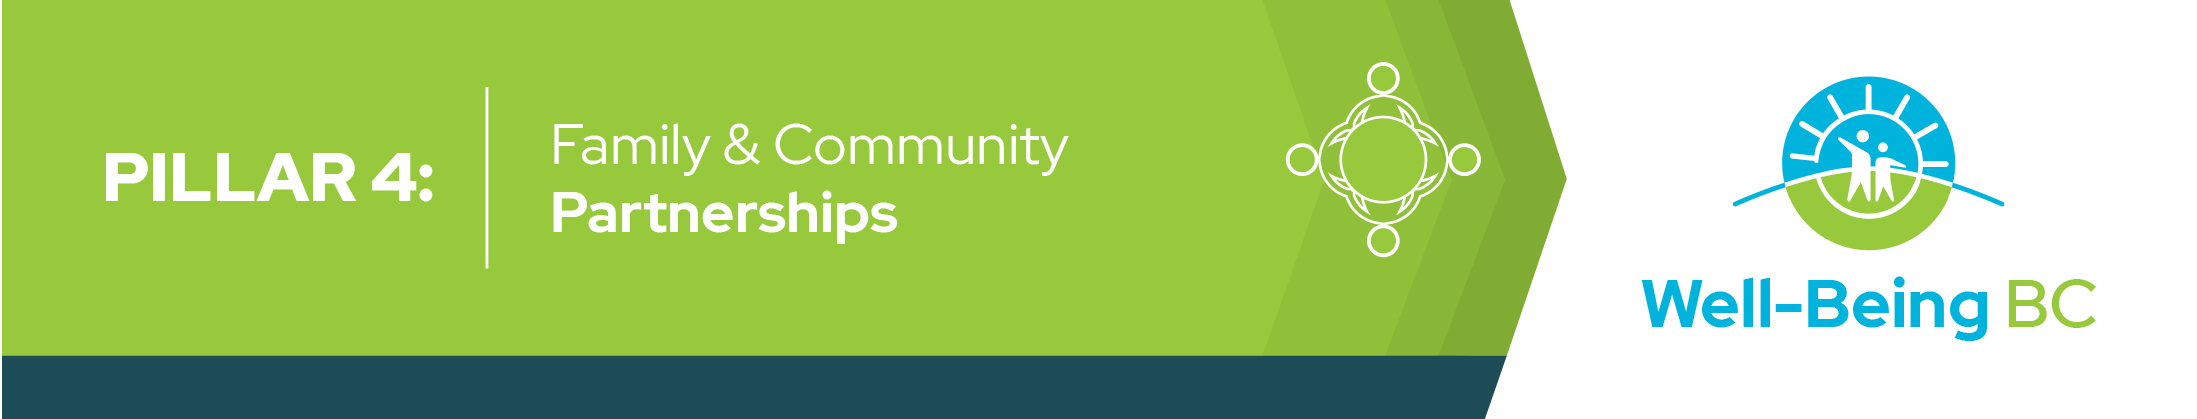 PILLAR 4:
Family & Community
Partnerships
Well-Being BC